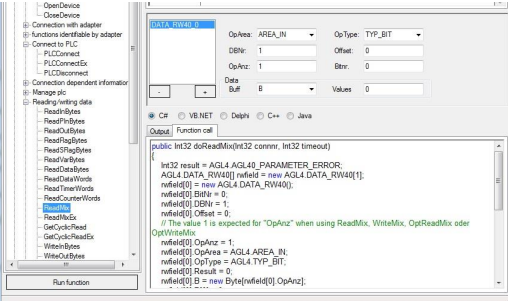 OpenDevice
CloseDevice
Connection with adapter
functions identifiable by adapter
Connect to PLC
PLCConnect
PLCConnectEx
PLCDisconnect
Connection dependent informatior
Manage plc
Reading/writing data
ReadInBytes
ReadPInBytes
ReadOutBytes
ReadFlagBytes
ReadSFlagBytes
ReadVarBytes
ReadDataBytes
ReadDataWords
ReadTimerWords
ReadCounterWords
ReadMix
ReadMixEx
GetCyclicRead
GetCyclicReadEx
WriteInBytes
WriteOutBytes
Run function
DATA_RW40_0
- +
OpArea: AREA_IN OpType: TYP_BIT
DBNr: 1 Offset: 0
OpAnz: 1 Bitnr. 0
Data
Buff B Values 0
C# VB.NET Delphi C++ Java
Output Function call
public Int32 doReadMix(Int32 connnr, Int32 timeout)
{
Int32 result = AGL4.AGL40_PARAMETER_ERROR;
AGL4.DATA_RW40[] rwfield = new AGL4.DATA_RW40[1];
rwfield[0] = new AGL4.DATA_RW40();
rwfield[0].BitNr = 0;
rwfield[0].DBNr = 1;
rwfield[0].Offset = 0;
// The value 1 is expected for "OpAnz" when using ReadMix, WriteMix, OptReadMix oder
OptWriteMix
rwfield[0].OpAnz = 1;
rwfield[0].OpArea = AGL4.AREA_IN;
rwfield[0].OpType = AGL4.TYP_BIT;
rwfield[0].Result = 0;
rwfield[0].B = new Byte[rwfield[0].OpAnz];